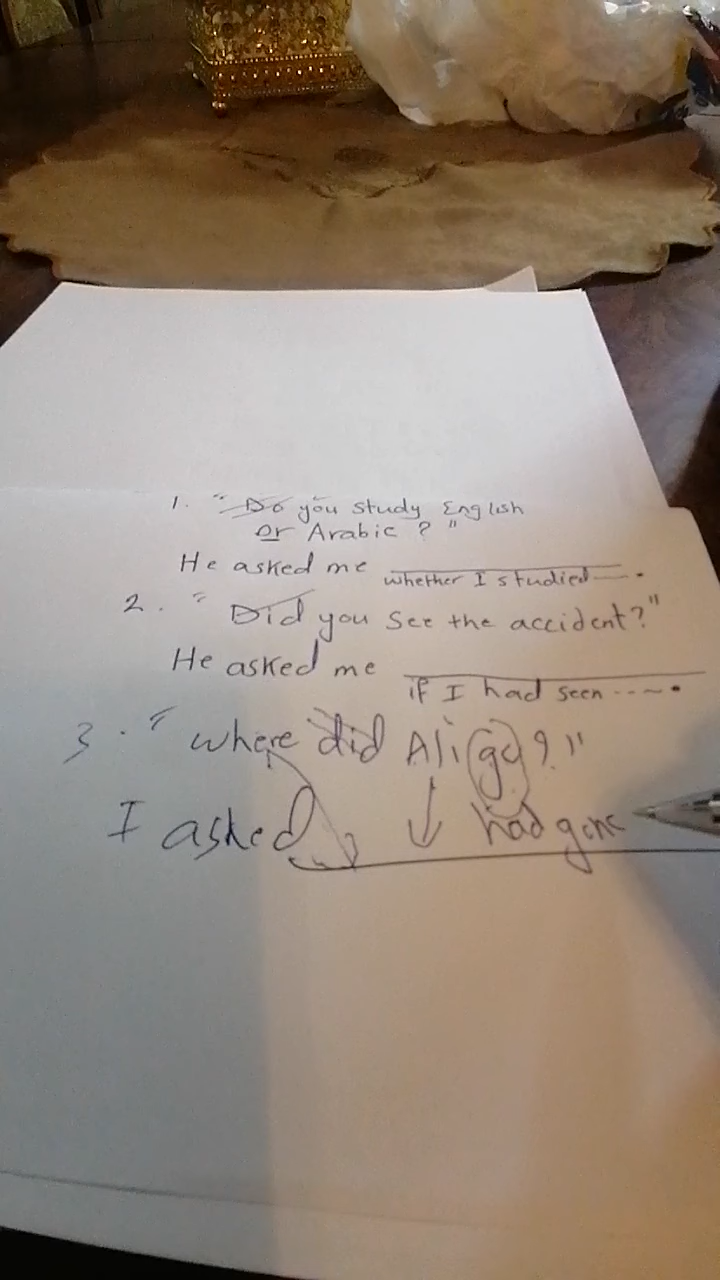 1. "Do you study English
or Arabic ?"
He asked me whether I studied ----.
2. "Did you see the accident?"
He asked me if I had seen ----.
3. "where did Ali go?"
I asked had gone